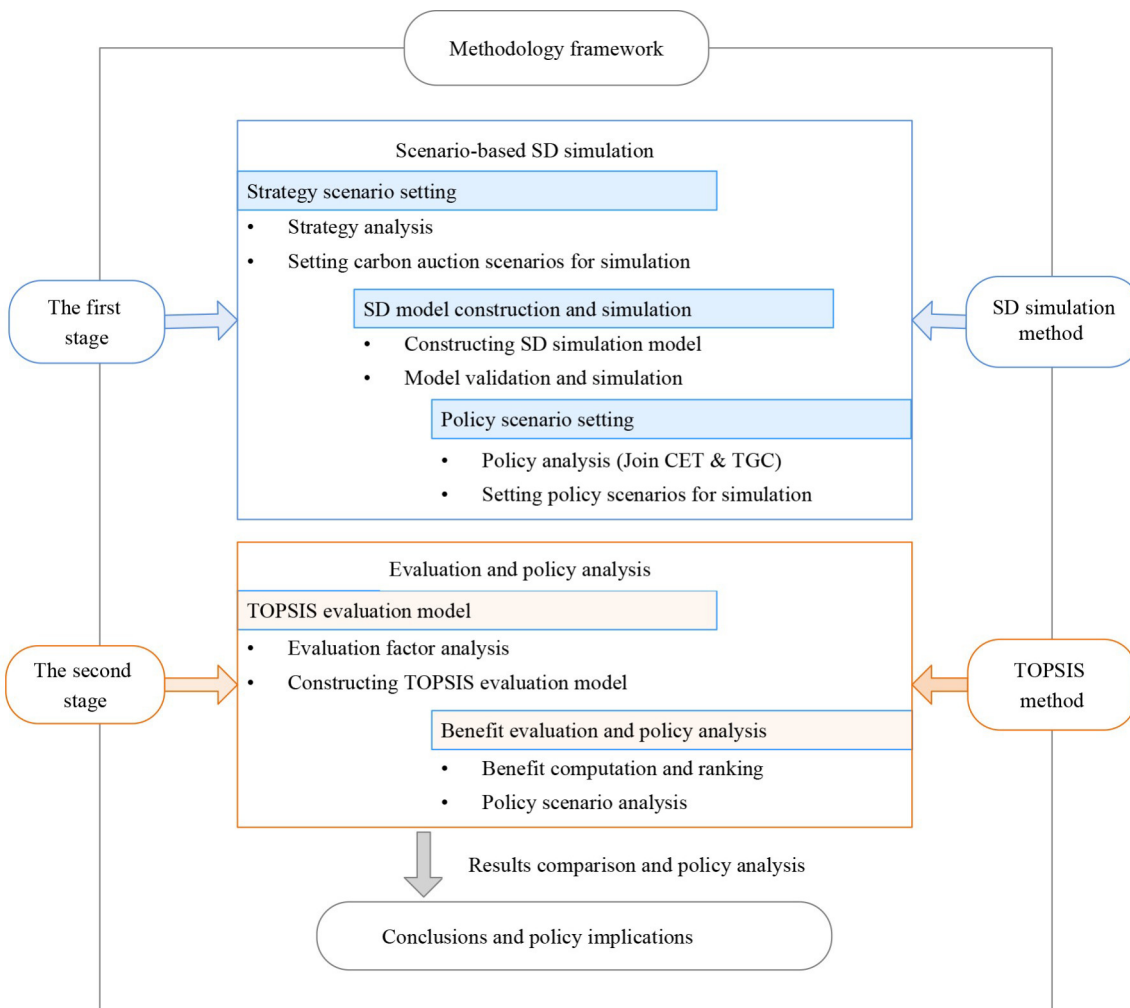 Methodology framework
Scenario-based SD simulation
Strategy scenario setting
• Strategy analysis
• Setting carbon auction scenarios for simulation
The first
stage
SD model construction and simulation
• Constructing SD simulation model
• Model validation and simulation
SD simulation
method
Policy scenario setting
• Policy analysis (Join CET & TGC)
• Setting policy scenarios for simulation
Evaluation and policy analysis
TOPSIS evaluation model
• Evaluation factor analysis
• Constructing TOPSIS evaluation model
The second
stage
TOPSIS
method
Benefit evaluation and policy analysis
• Benefit computation and ranking
• Policy scenario analysis
Results comparison and policy analysis
Conclusions and policy implications